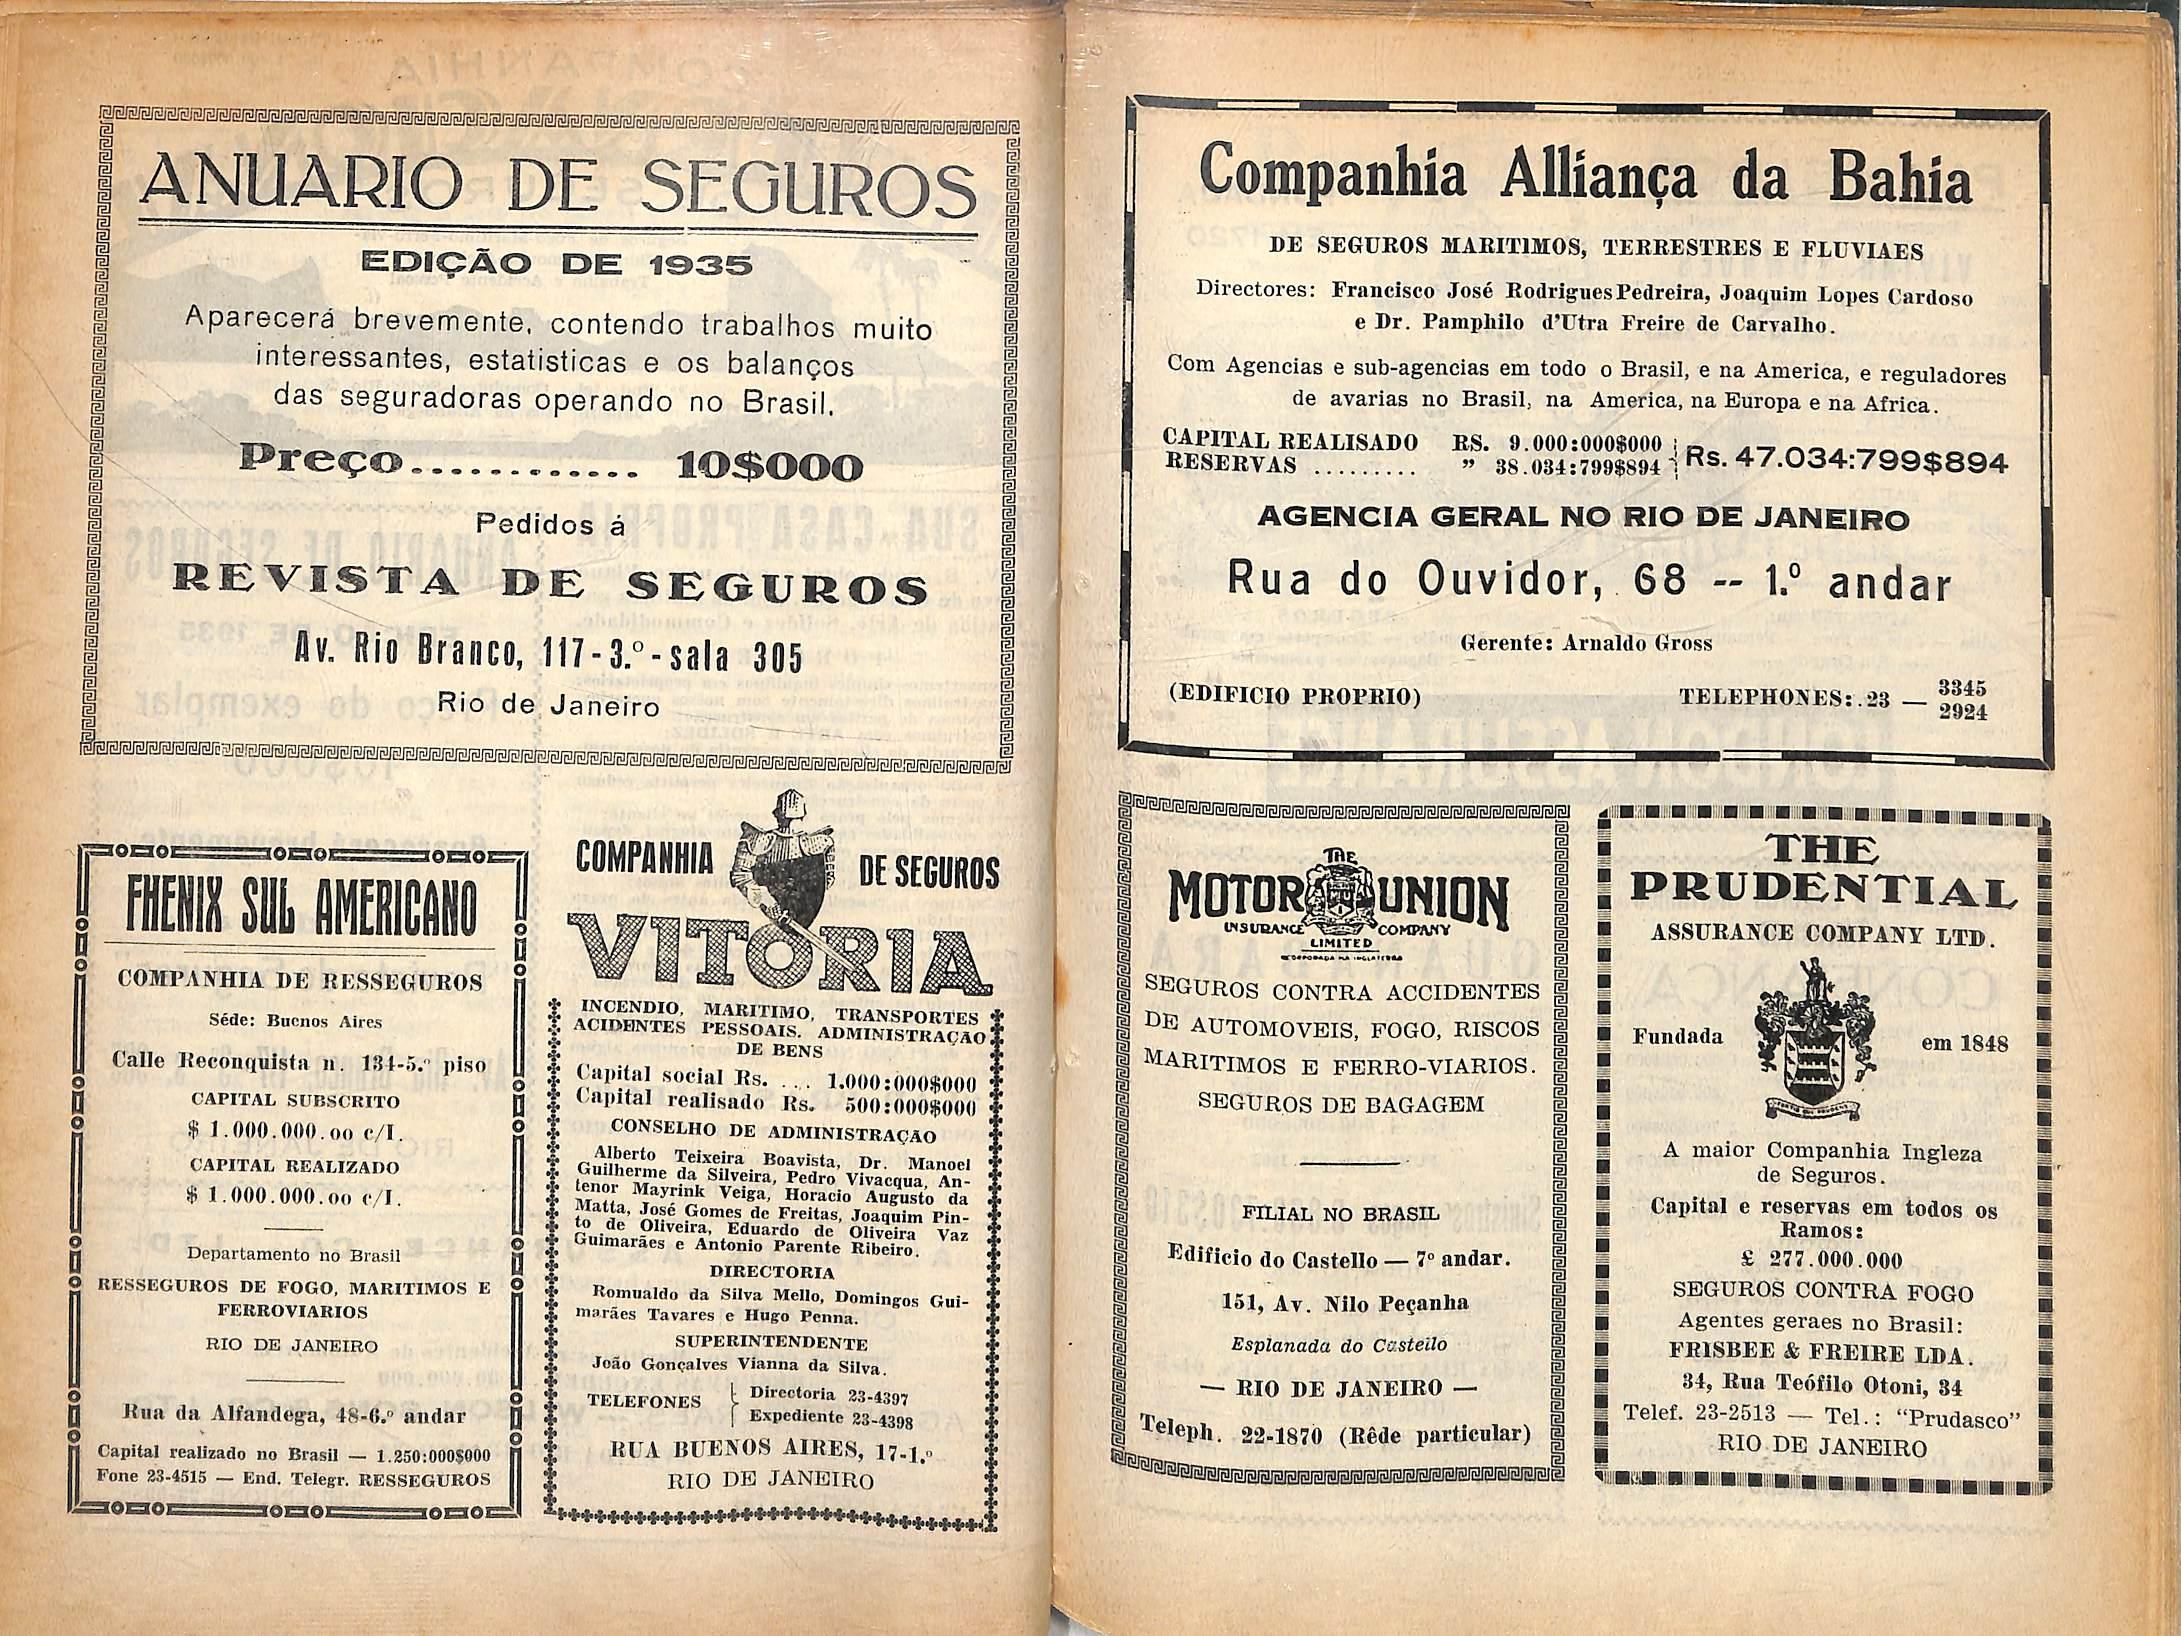 ANUARIO DE SEGUROS
EDIÇÃO DE 1935
Aparecerá brevemente, contendo trabalhos muito
interessantes, estatisticas e os balanços
das seguradoras operando no Brasil.
Preço............. 10$000
Pedidos á
REVISTA DE SEGUROS
Av. Rio Branco, 117-3.º-sala 305
Rio de Janeiro
FHENIX SUL AMERICANO
COMPANHIA DE RESSEGUROS
Séde: Buenos Aires
Calle Reconquista n. 134-5.º piso
CAPITAL SUBSCRITO
$ 1.000.000.oo c/l.
CAPITAL REALIZADO
$ 1.000.000.oo c/l.
Departamento no Brasil
RESSEGUROS DE FOGO, MARITIMOS E
FERROVIARIOS
RIO DE JANEIRO
Rua da Alfandega, 48-6.º andar
Capital realizado no Brasil — 1.250:000$000
Fone 23-4515 — End. Telegr. RESSEGUROS
COMPANHIA DE SEGUROS
VITORIA
INCENDIO, MARITIMO, TRANSPORTES
ACIDENTES PESSOAIS. ADMINISTRAÇÃO
DE BENS
Capital social Rs. ... 1.000:000$000
Capital realisado Rs. 500:000$000
CONSELHO DE ADMINISTRAÇÃO
Alberto Teixeira Boavista, Dr. Manoel
Guilherme da Silveira, Pedro Vivacqua, An-
tenor Mayrink Veiga, Horacio Augusto da
Matta, José Gomes de Freitas, Joaquim Pin-
to de Oliveira, Eduardo de Oliveira Vaz
Guimarães e Antonio Parente Ribeiro.
DIRECTORIA
Romualdo da Silva Mello, Domingos Gui-
marães Tavares e Hugo Penna.
SUPERINTENDENTE
João Gonçalves Vianna da Silva.
TELEFONES { Directoria 23-4397
Expediente 23-4398
RUA BUENOS AIRES, 17-1.º
RIO DE JANEIRO
Companhia Alliança da Bahia
DE SEGUROS MARITIMOS, TERRESTRES E FLUVIAES
Directores: Francisco José Rodrigues Pedreira, Joaquim Lopes Cardoso
e Dr. Pamphilo d'Utra Freire de Carvalho.
Com Agencias e sub-agencias em todo o Brasil, e na America, e reguladores
de avarias no Brasil, na America, na Europa e na Africa.
CAPITAL REALISADO RS. 9.000:000$000
RESERVAS ......... ” 38.034:799$894 } Rs. 47.034:799$894
AGENCIA GERAL NO RIO DE JANEIRO
Rua do Ouvidor, 68 -- 1.º andar
Gerente: Arnaldo Gross
(EDIFICIO PROPRIO) TELEPHONES: 23 — 3345
2924
THE
MOTOR UNION
INSURANCE COMPANY
LIMITED
SEGUROS CONTRA ACCIDENTES
DE AUTOMOVEIS, FOGO, RISCOS
MARITIMOS E FERRO-VIARIOS.
SEGUROS DE BAGAGEM
FILIAL NO BRASIL
Edificio do Castello — 7º andar.
151, Av. Nilo Peçanha
Esplanada do Castello
— RIO DE JANEIRO —
Teleph. 22-1870 (Rêde particular)
THE
PRUDENTIAL
ASSURANCE COMPANY LTD.
Fundada em 1848
A maior Companhia Ingleza
de Seguros.
Capital e reservas em todos os
Ramos:
£ 277.000.000
SEGUROS CONTRA FOGO
Agentes geraes no Brasil:
FRISBEE & FREIRE LDA.
34, Rua Teófilo Otoni, 34
Telef. 23-2513 — Tel.: “Prudasco”
RIO DE JANEIRO